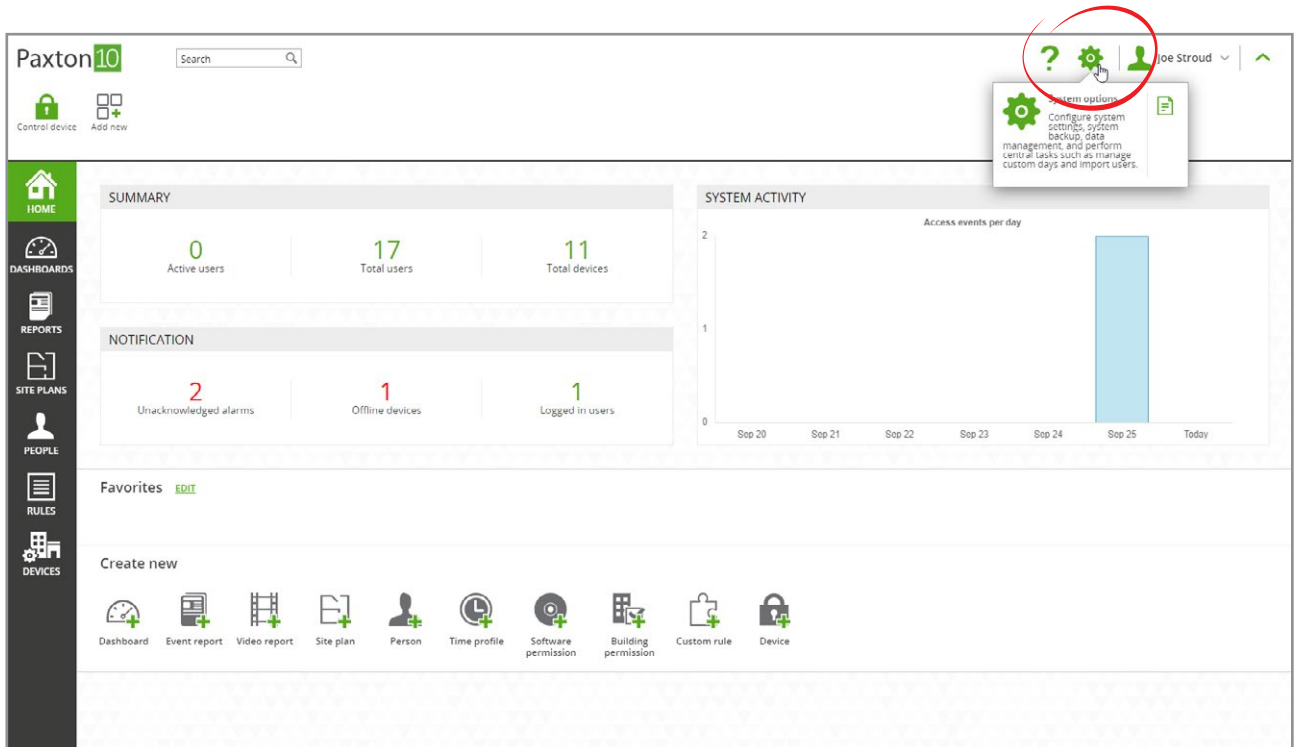 Paxton 10
Search
?
Joe Stroud
Control device
Add new
System options
Configure system
settings, system
backup, data
management, and perform
central tasks such as manage
custom days and import users.
HOME
DASHBOARDS
REPORTS
SITE PLANS
PEOPLE
RULES
DEVICES
SUMMARY
0
Active users
17
Total users
11
Total devices
NOTIFICATION
2
Unacknowledged alarms
1
Offline devices
1
Logged in users
SYSTEM ACTIVITY
Access events per day
2
1
0
Sep 20 Sep 21 Sep 22 Sep 23 Sep 24 Sep 25 Today
Favorites EDIT
Create new
Dashboard
Event report
Video report
Site plan
Person
Time profile
Software
permission
Building
permission
Custom rule
Device